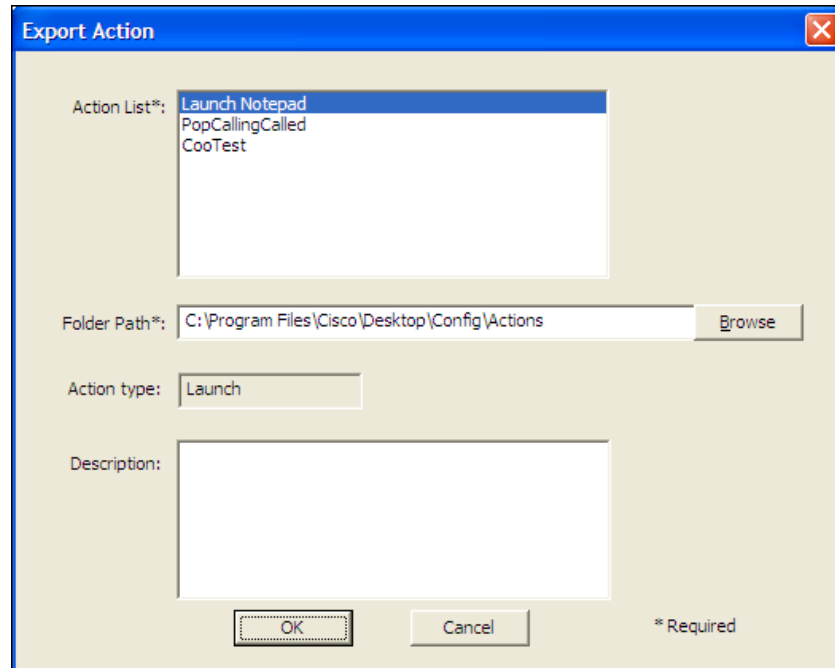 Export Action
Action List*:
Launch Notepad
PopCallingCalled
CooTest
Folder Path*:
C:\Program Files\Cisco\Desktop\Config\Actions
Browse
Action type:
Launch
Description:
OK
Cancel
* Required